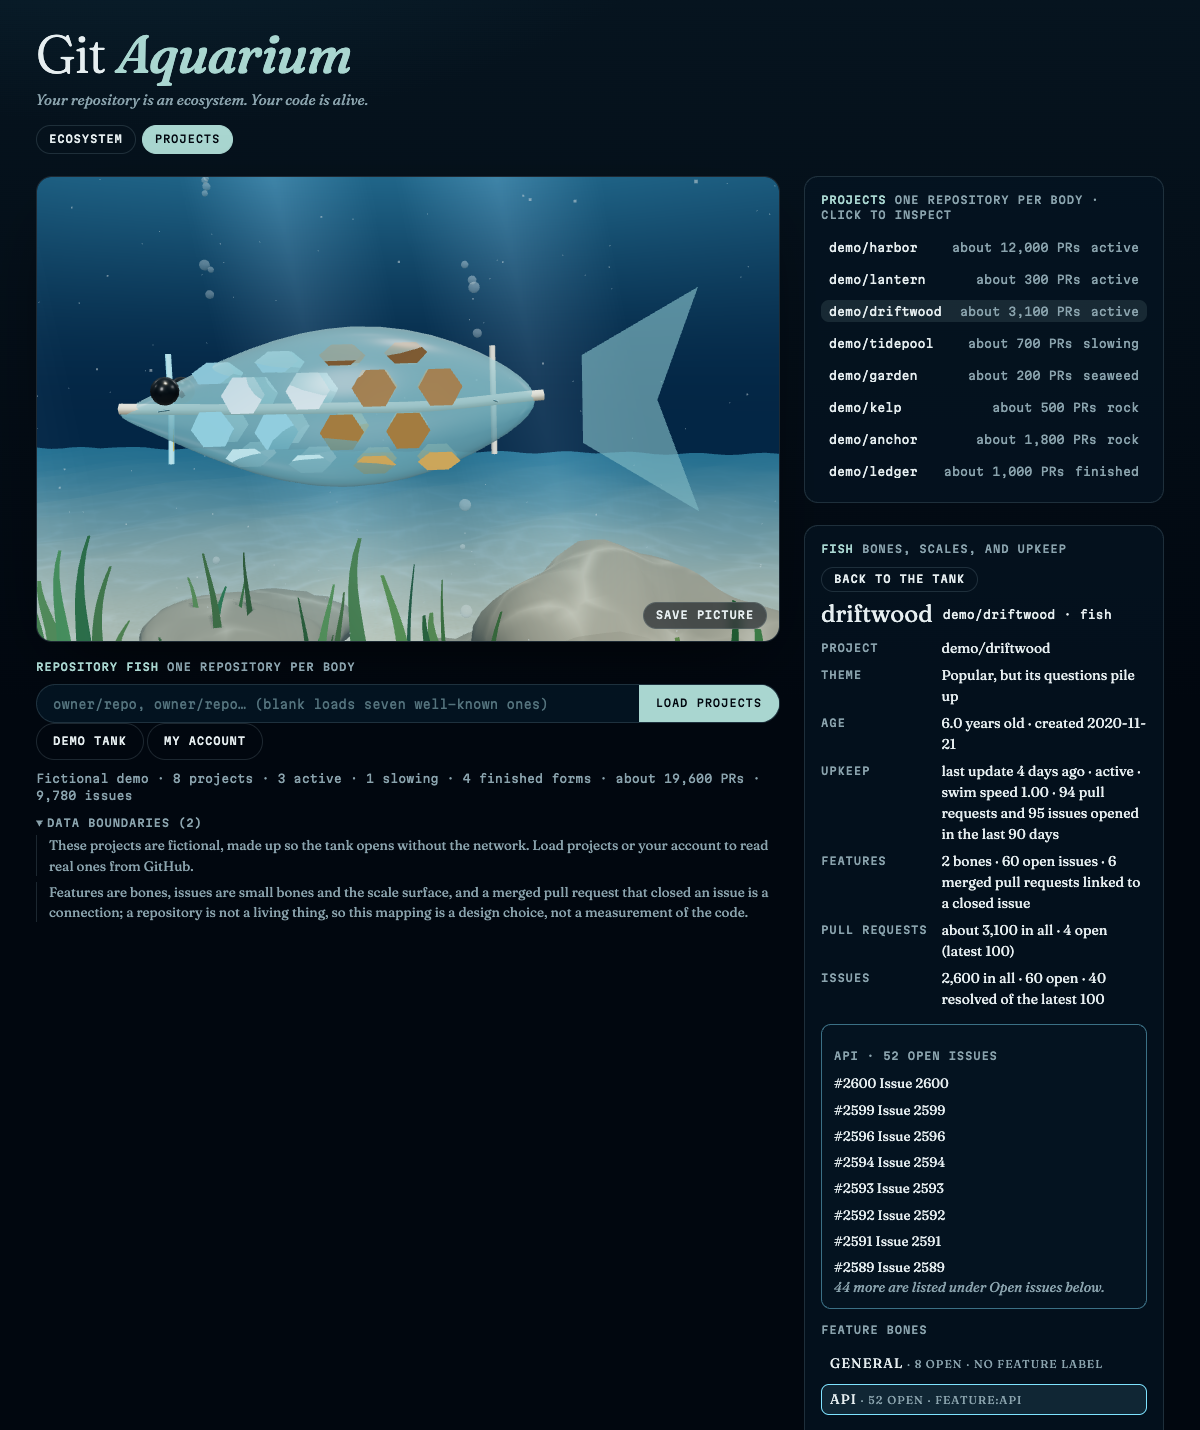 Git Aquarium
Your repository is an ecosystem. Your code is alive.
ECOSYSTEM
PROJECTS
SAVE PICTURE
REPOSITORY FISH ONE REPOSITORY PER BODY
owner/repo, owner/repo… (blank loads seven well-known ones)
LOAD PROJECTS
DEMO TANK
MY ACCOUNT
Fictional demo · 8 projects · 3 active · 1 slowing · 4 finished forms · about 19,600 PRs ·
9,780 issues
▾ DATA BOUNDARIES (2)
These projects are fictional, made up so the tank opens without the network. Load projects or your account to read
real ones from GitHub.
Features are bones, issues are small bones and the scale surface, and a merged pull request that closed an issue is a
connection; a repository is not a living thing, so this mapping is a design choice, not a measurement of the code.
PROJECTS ONE REPOSITORY PER BODY ·
CLICK TO INSPECT
demo/harbor about 12,000 PRs active
demo/lantern about 300 PRs active
demo/driftwood about 3,100 PRs active
demo/tidepool about 700 PRs slowing
demo/garden about 200 PRs seaweed
demo/kelp about 500 PRs rock
demo/anchor about 1,800 PRs rock
demo/ledger about 1,000 PRs finished
FISH BONES, SCALES, AND UPKEEP
BACK TO THE TANK
driftwood demo/driftwood · fish
PROJECT demo/driftwood
THEME Popular, but its questions pile
up
AGE 6.0 years old · created 2020-11-
21
UPKEEP last update 4 days ago · active ·
swim speed 1.00 · 94 pull
requests and 95 issues opened
in the last 90 days
FEATURES 2 bones · 60 open issues · 6
merged pull requests linked to
a closed issue
PULL REQUESTS about 3,100 in all · 4 open
(latest 100)
ISSUES 2,600 in all · 60 open · 40
resolved of the latest 100
API · 52 OPEN ISSUES
#2600 Issue 2600
#2599 Issue 2599
#2596 Issue 2596
#2594 Issue 2594
#2593 Issue 2593
#2592 Issue 2592
#2591 Issue 2591
#2589 Issue 2589
44 more are listed under Open issues below.
FEATURE BONES
GENERAL · 8 OPEN · NO FEATURE LABEL
API · 52 OPEN · FEATURE:API